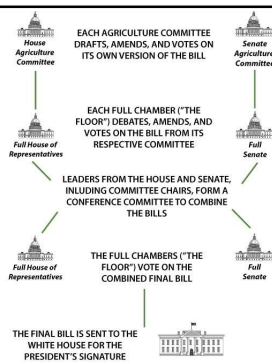 House
Agriculture
Committee
EACH AGRICULTURE COMMITTEE
DRAFTS, AMENDS, AND VOTES ON
ITS OWN VERSION OF THE BILL
Senate
Agriculture
Committee
Full House of
Representatives
EACH FULL CHAMBER ("THE
FLOOR") DEBATES, AMENDS, AND
VOTES ON THE BILL FROM ITS
RESPECTIVE COMMITTEE
Full
Senate
LEADERS FROM THE HOUSE AND SENATE,
INLUDING COMMITTEE CHAIRS, FORM A
CONFERENCE COMMITTEE TO COMBINE
THE BILLS
Full House of
Representatives
THE FULL CHAMBERS ("THE
FLOOR") VOTE ON THE
COMBINED FINAL BILL
Full
Senate
THE FINAL BILL IS SENT TO THE
WHITE HOUSE FOR THE
PRESIDENT'S SIGNATURE